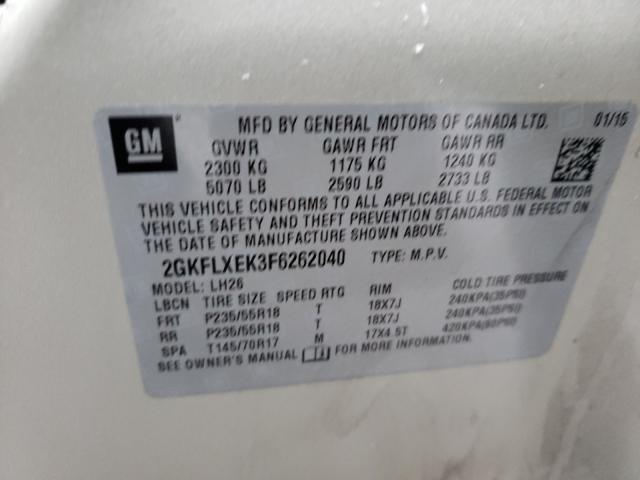 GM
MFD BY GENERAL MOTORS OF CANADA LTD. 01/15
GVWR GAWR FRT GAWR RR
2300 KG 1175 KG 1240 KG
5070 LB 2590 LB 2733 LB
THIS VEHICLE CONFORMS TO ALL APPLICABLE U.S. FEDERAL MOTOR
VEHICLE SAFETY AND THEFT PREVENTION STANDARDS IN EFFECT ON
THE DATE OF MANUFACTURE SHOWN ABOVE.
2GKFLXEK3F6262040 TYPE: M.P.V.
MODEL: LH26
LBCN TIRE SIZE SPEED RTG RIM COLD TIRE PRESSURE
FRT P235/55R18 T 18X7J 240KPA(35PSI)
RR P235/55R18 T 18X7J 240KPA(35PSI)
SPA T145/70R17 M 17X4.5T 420KPA(60PSI)
SEE OWNER'S MANUAL FOR MORE INFORMATION.